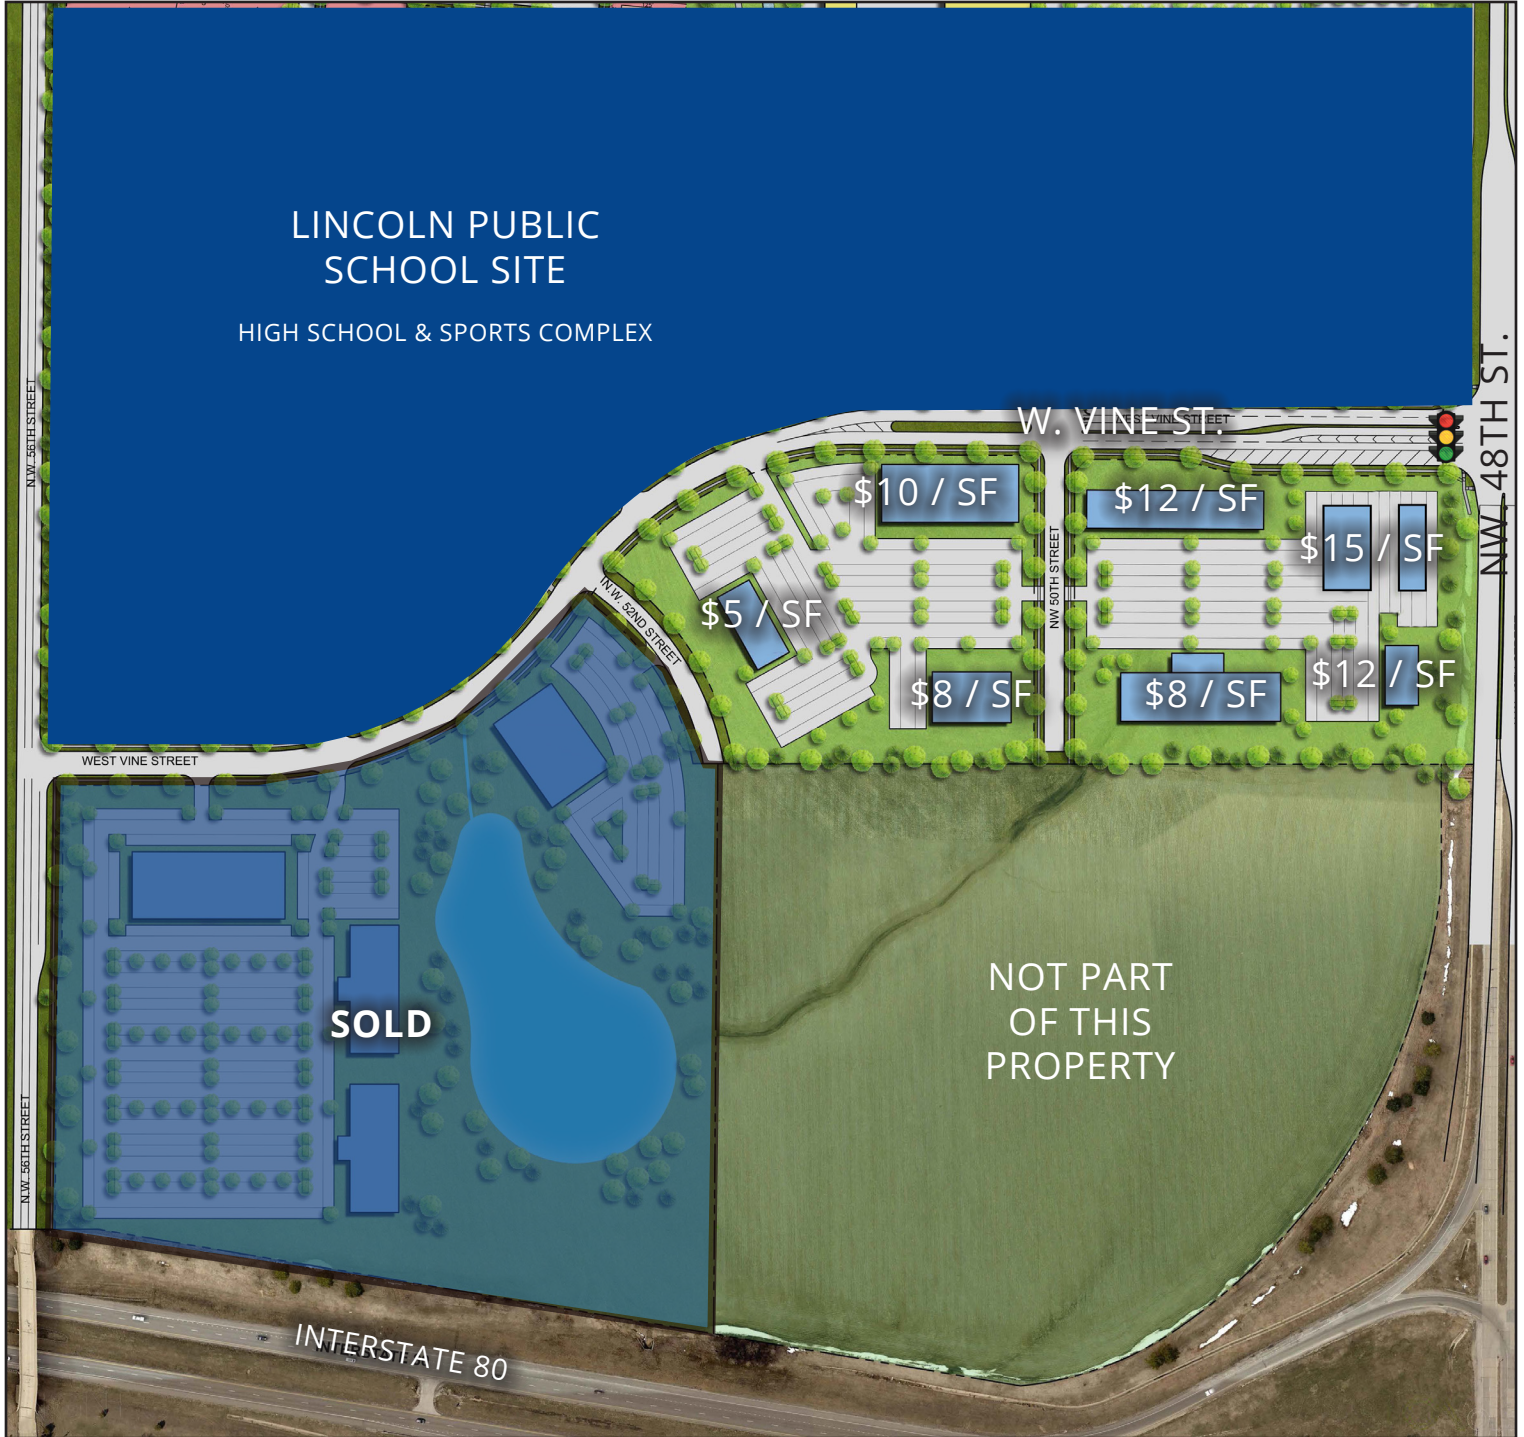 LINCOLN PUBLIC
SCHOOL SITE
HIGH SCHOOL & SPORTS COMPLEX
N.W. 56TH STREET
NW. 48TH ST.
W. VINE ST.
$10 / SF
$12 / SF
$15 / SF
NW 50TH STREET
N.W. 52ND STREET
$5 / SF
$8 / SF
$8 / SF
$12 / SF
WEST VINE STREET
NOT PART
OF THIS
PROPERTY
SOLD
N.W. 56TH STREET
INTERSTATE 80